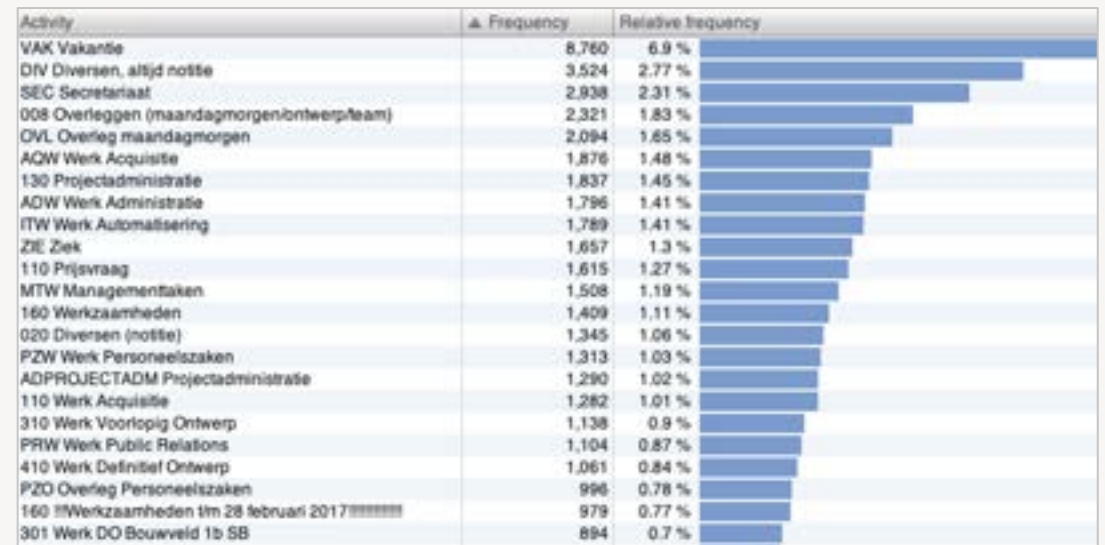 Activity ▲ Frequency Relative frequency
VAK Vakantie 8,760 6.9 %
DIV Diversen, altijd notitie 3,524 2.77 %
SEC Secretariaat 2,938 2.31 %
008 Overleggen (maandagmorgen/ontwerp/team) 2,321 1.83 %
OVL Overleg maandagmorgen 2,094 1.65 %
AQW Werk Acquisitie 1,876 1.48 %
130 Projectadministratie 1,837 1.45 %
ADW Werk Administratie 1,796 1.41 %
ITW Werk Automatisering 1,789 1.41 %
ZIE Ziek 1,657 1.3 %
110 Prijsvraag 1,615 1.27 %
MTW Managementtaken 1,508 1.19 %
160 Werkzaamheden 1,409 1.11 %
020 Diversen (notitie) 1,345 1.06 %
PZW Werk Personeelszaken 1,313 1.03 %
ADPROJECTADM Projectadministratie 1,290 1.02 %
110 Werk Acquisitie 1,282 1.01 %
310 Werk Voorlopig Ontwerp 1,138 0.9 %
PRW Werk Public Relations 1,104 0.87 %
410 Werk Definitief Ontwerp 1,061 0.84 %
PZO Overleg Personeelszaken 996 0.78 %
160 !!!Werkzaamheden t/m 28 februari 2017!!!!!!!!!!! 979 0.77 %
301 Werk DO Bouwveld 1b SB 894 0.7 %